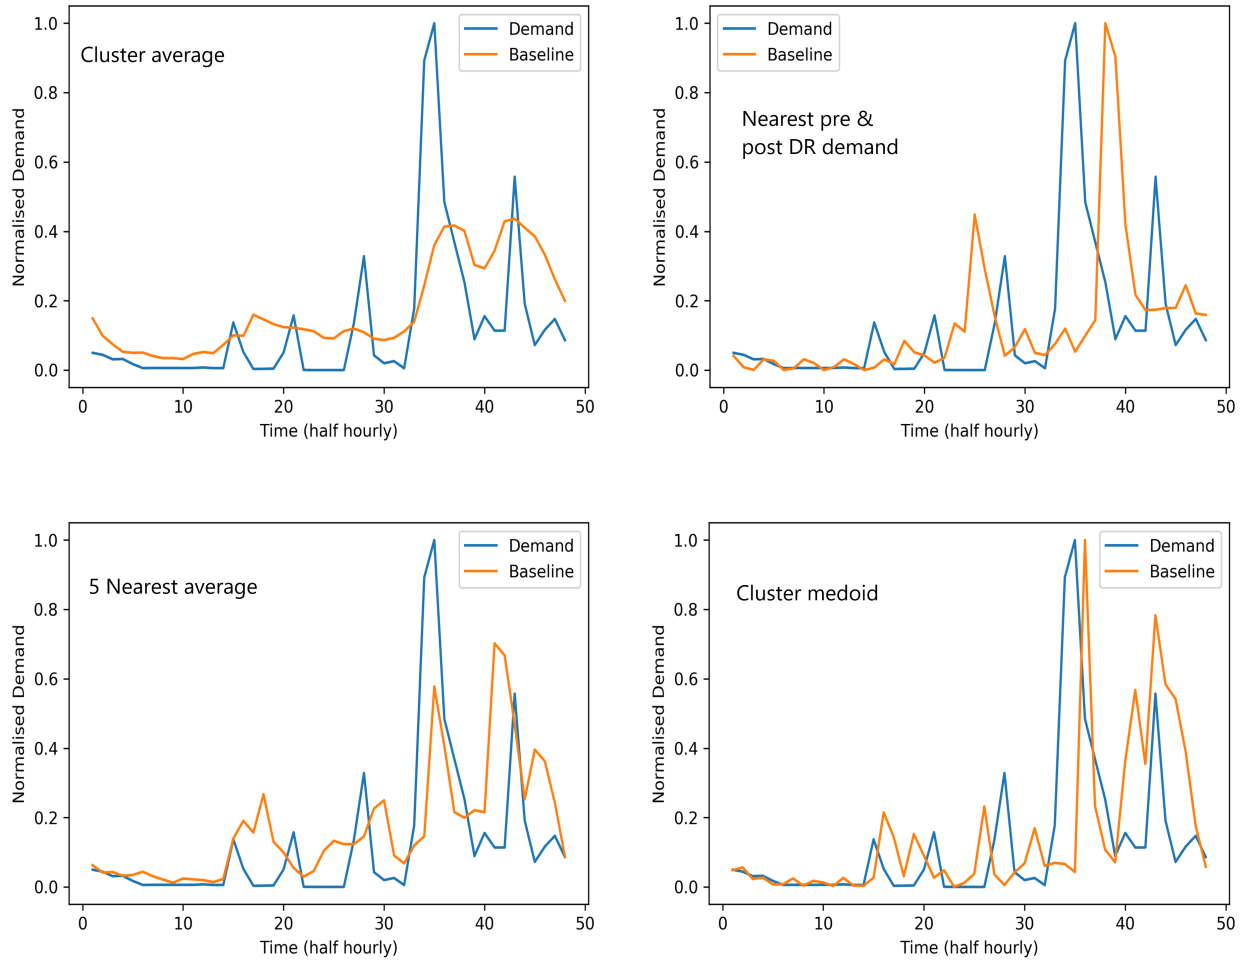 1.0
0.8
0.6
0.4
0.2
0.0
Normalised Demand
Cluster average
Demand
Baseline
0 10 20 30 40 50
Time (half hourly)
1.0
0.8
0.6
0.4
0.2
0.0
Normalised Demand
Demand
Baseline
Nearest pre &
post DR demand
0 10 20 30 40 50
Time (half hourly)
1.0
0.8
0.6
0.4
0.2
0.0
Normalised Demand
5 Nearest average
Demand
Baseline
0 10 20 30 40 50
Time (half hourly)
1.0
0.8
0.6
0.4
0.2
0.0
Normalised Demand
Cluster medoid
Demand
Baseline
0 10 20 30 40 50
Time (half hourly)